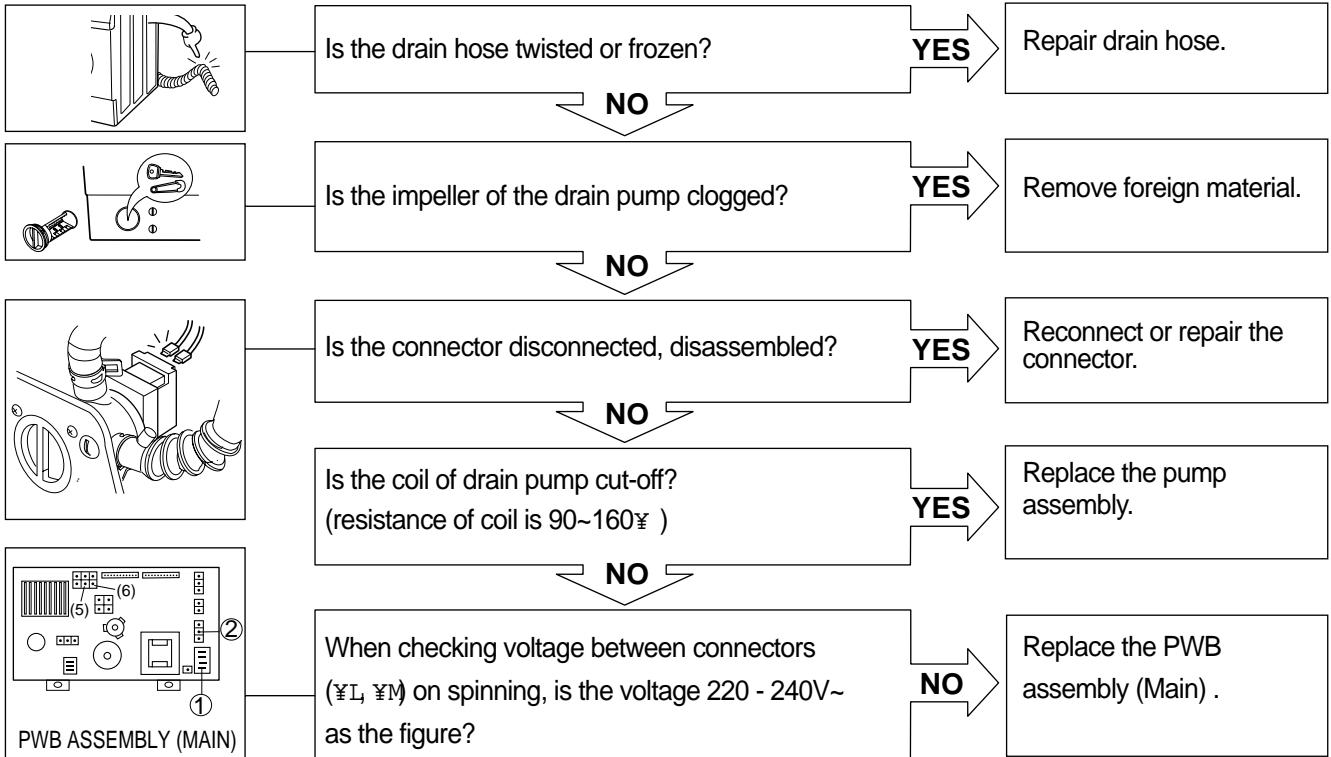 Is the drain hose twisted or frozen?
YES
Repair drain hose.
NO
Is the impeller of the drain pump clogged?
YES
Remove foreign material.
NO
Is the connector disconnected, disassembled?
YES
Reconnect or repair the
connector.
NO
Is the coil of drain pump cut-off?
(resistance of coil is 90~160¥ )
YES
Replace the pump
assembly.
NO
(5)
(6)
②
①
PWB ASSEMBLY (MAIN)
When checking voltage between connectors
(¥L, ¥M) on spinning, is the voltage 220 - 240V~
as the figure?
NO
Replace the PWB
assembly (Main) .